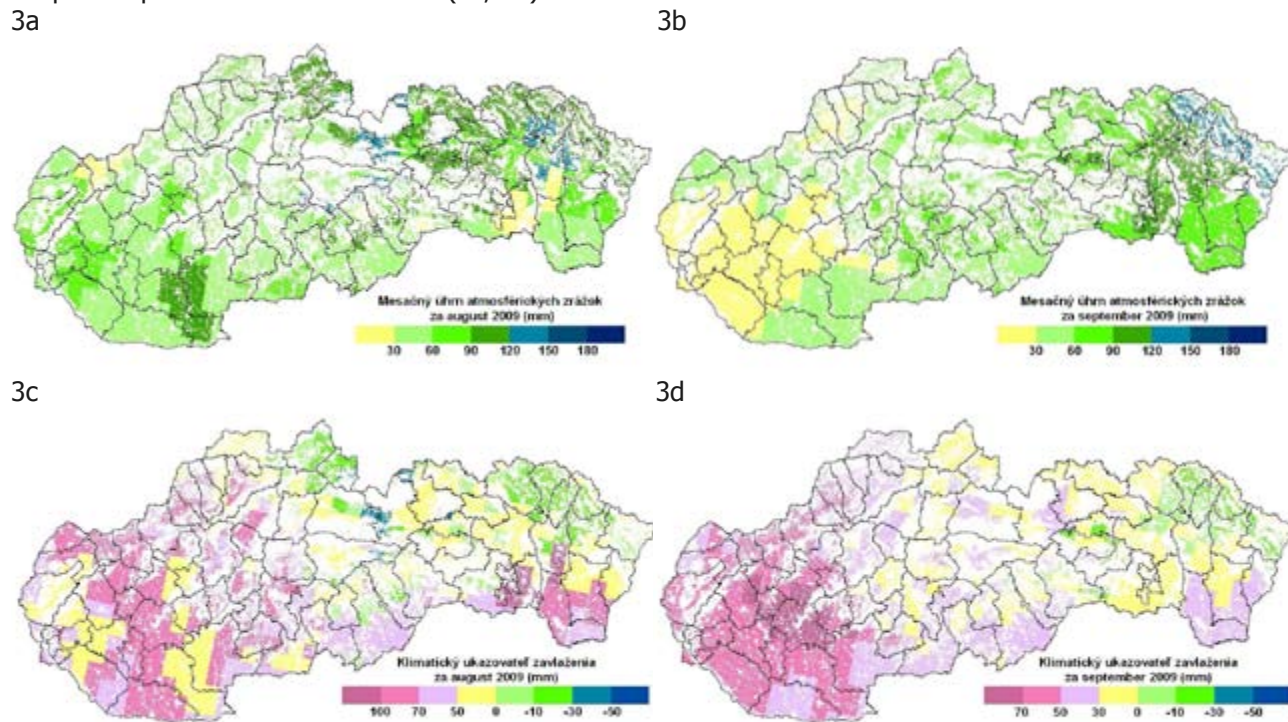 3a
3b
Mesačný úhrn atmosférických zrážok
za august 2009 (mm)
30 60 90 120 150 180
Mesačný úhrn atmosférických zrážok
za september 2009 (mm)
30 60 90 120 150 180
3c
3d
Klimatický ukazovateľ zavlaženia
za august 2009 (mm)
100 70 50 0 -10 -30 -50
Klimatický ukazovateľ zavlaženia
za september 2009 (mm)
70 50 30 0 -10 -30 -50